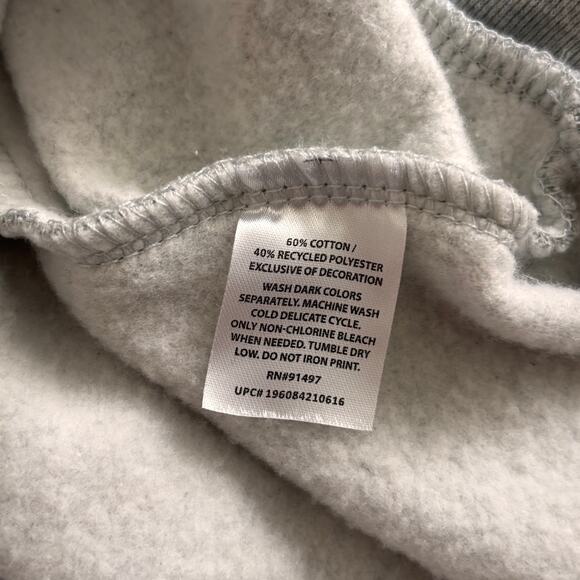 60% COTTON /
40% RECYCLED POLYESTER
EXCLUSIVE OF DECORATION
WASH DARK COLORS
SEPARATELY. MACHINE WASH
COLD DELICATE CYCLE.
ONLY NON-CHLORINE BLEACH
WHEN NEEDED. TUMBLE DRY
LOW. DO NOT IRON PRINT.
RN#91497
UPC# 196084210616